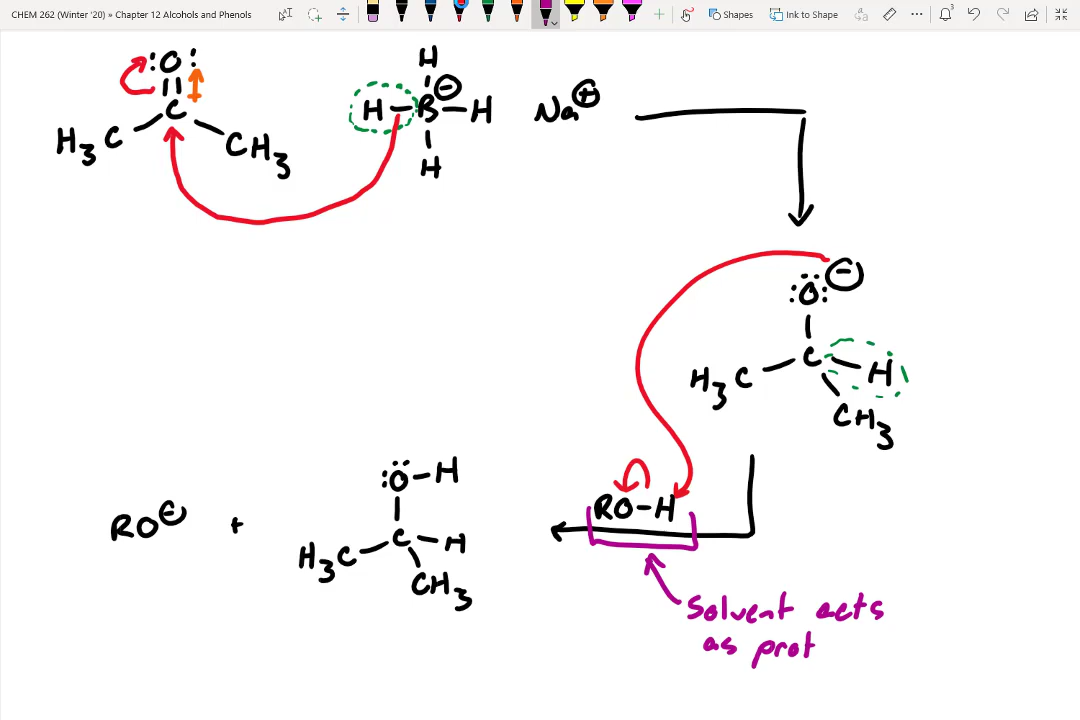 CHEM 262 (Winter '20) » Chapter 12 Alcohols and Phenols
Shapes
Ink to Shape
:O:
H
H₃C
C
CH₃
H–B⊖–H
H
Na⊕
:Ö:⊖
H₃C
C
H
CH₃
:Ö–H
RO⊖
+
H₃C
C–H
CH₃
RO–H
Solvent acts
as prot